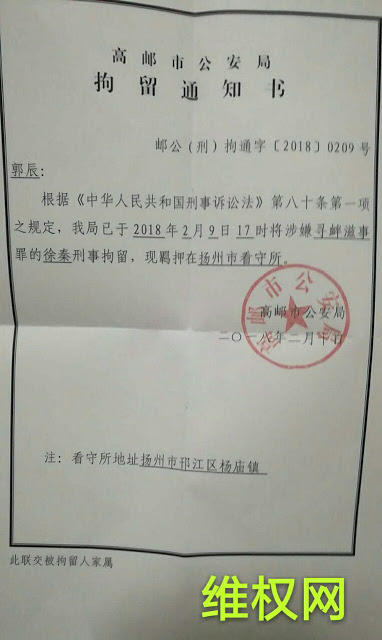 高邮市公安局
拘留通知书
邮公(刑)拘通字〔2018〕0209号
郭辰:
根据《中华人民共和国刑事诉讼法》第八十条第一项
之规定,我局已于2018年2月9日17时将涉嫌寻衅滋事
罪的徐秦刑事拘留,现羁押在扬州市看守所。
高邮市公安局
二〇一八年二月十日
注:看守所地址扬州市邗江区杨庙镇
此联交被拘留人家属
维权网